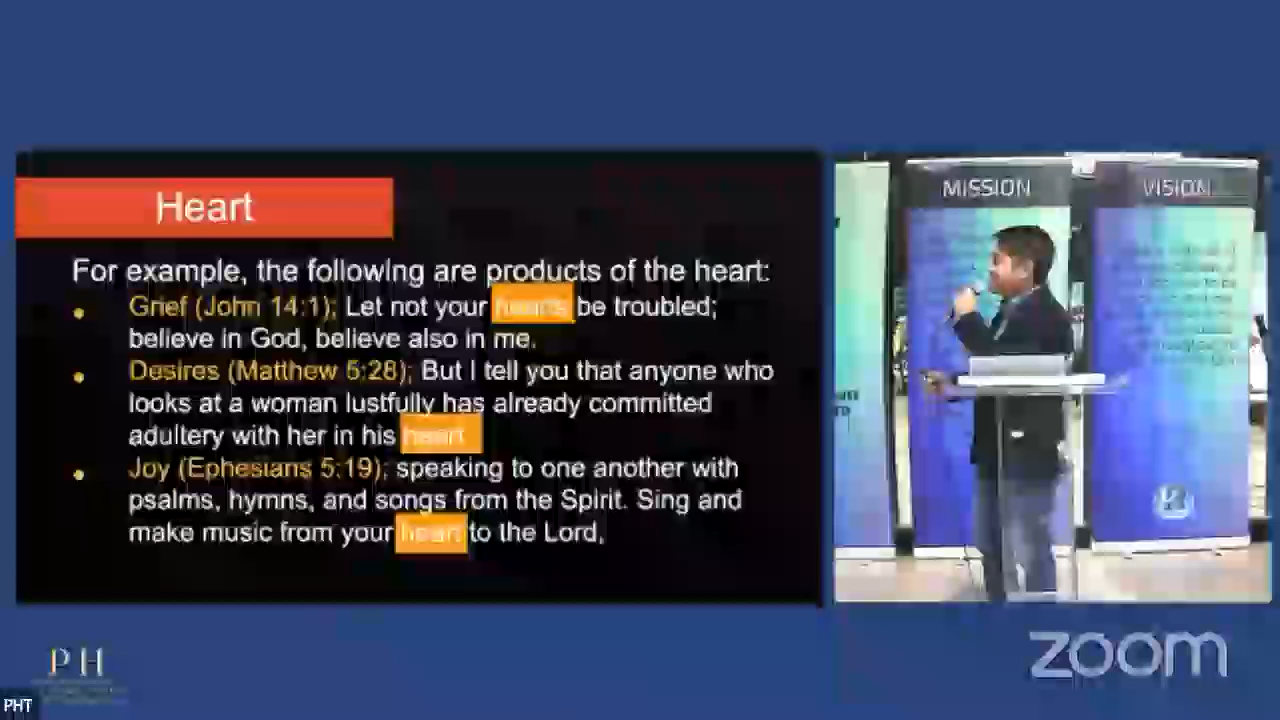 Heart
For example, the following are products of the heart:
• Grief (John 14:1); Let not your hearts be troubled;
believe in God, believe also in me.
• Desires (Matthew 5:28); But I tell you that anyone who
looks at a woman lustfully has already committed
adultery with her in his heart
• Joy (Ephesians 5:19); speaking to one another with
psalms, hymns, and songs from the Spirit. Sing and
make music from your heart to the Lord,
MISSION
VISION
PH
zoom
PHT